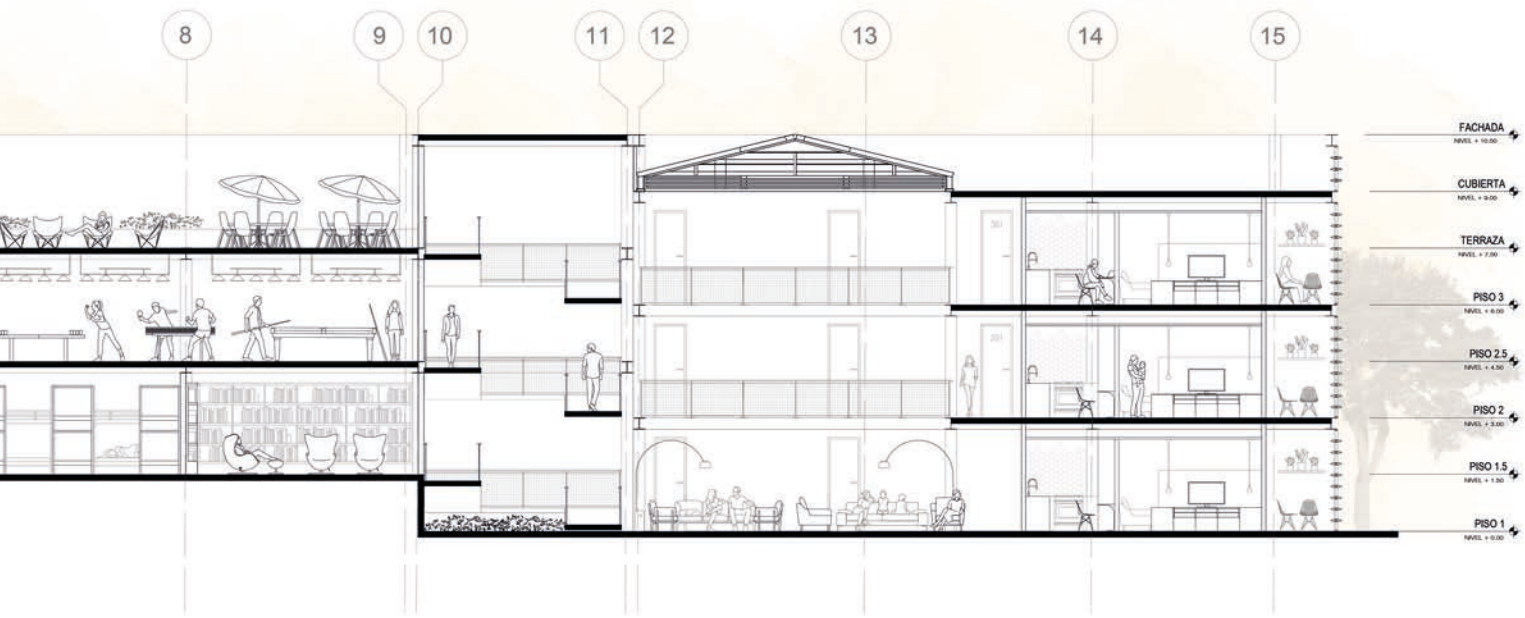 8
9
10
11
12
13
14
15
FACHADA
NIVEL + 10.50
CUBIERTA
NIVEL + 9.00
TERRAZA
NIVEL + 7.50
PISO 3
NIVEL + 6.00
PISO 2.5
NIVEL + 4.50
PISO 2
NIVEL + 3.00
PISO 1.5
NIVEL + 1.50
PISO 1
NIVEL + 0.00
301
201